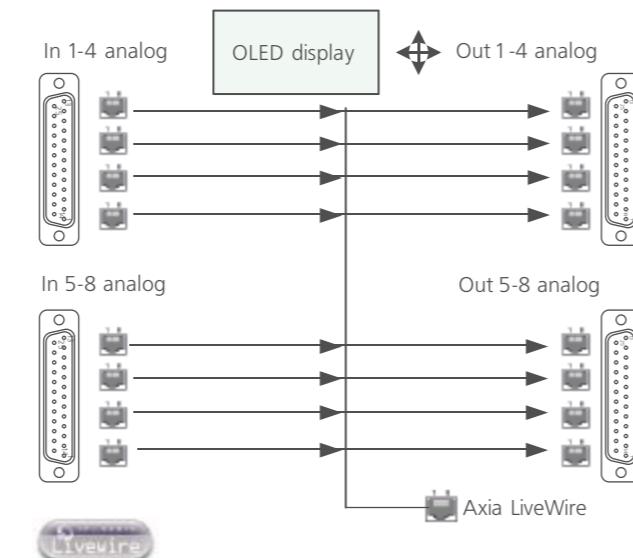 In 1-4 analog
OLED display
Out 1-4 analog
In 5-8 analog
Out 5-8 analog
Axia LiveWire
Livewire